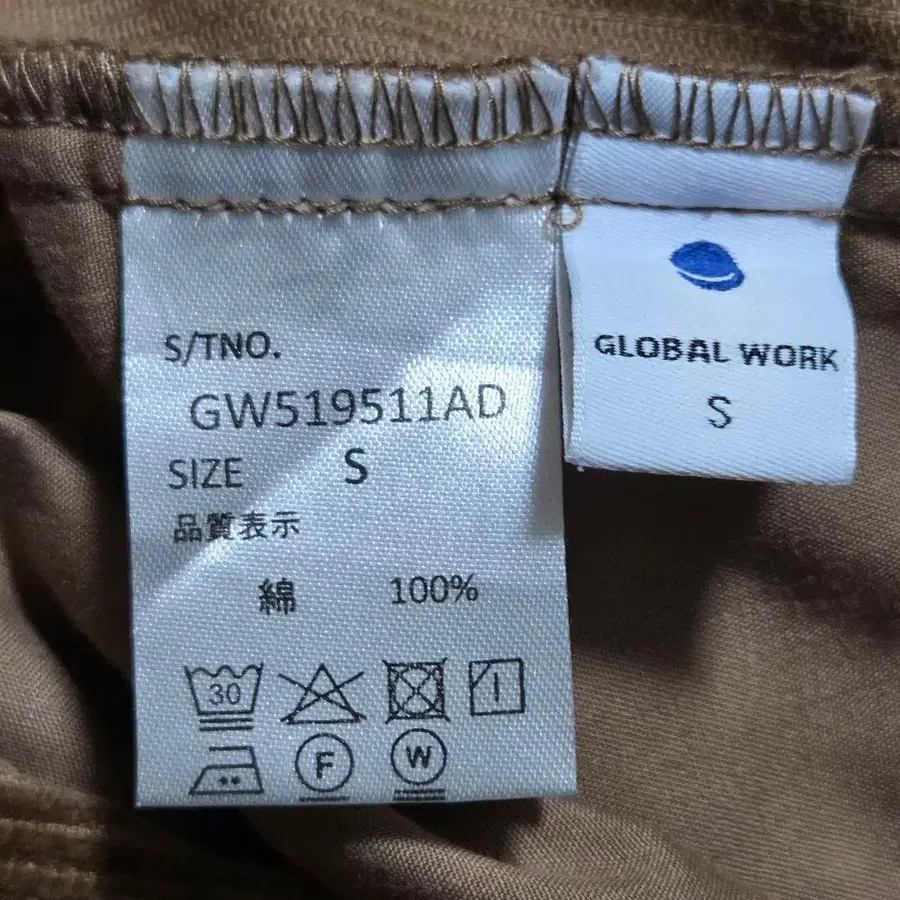 S/TNO.
GW519511AD
SIZE S
品質表示
綿 100%
30
F
W
GLOBAL WORK
S